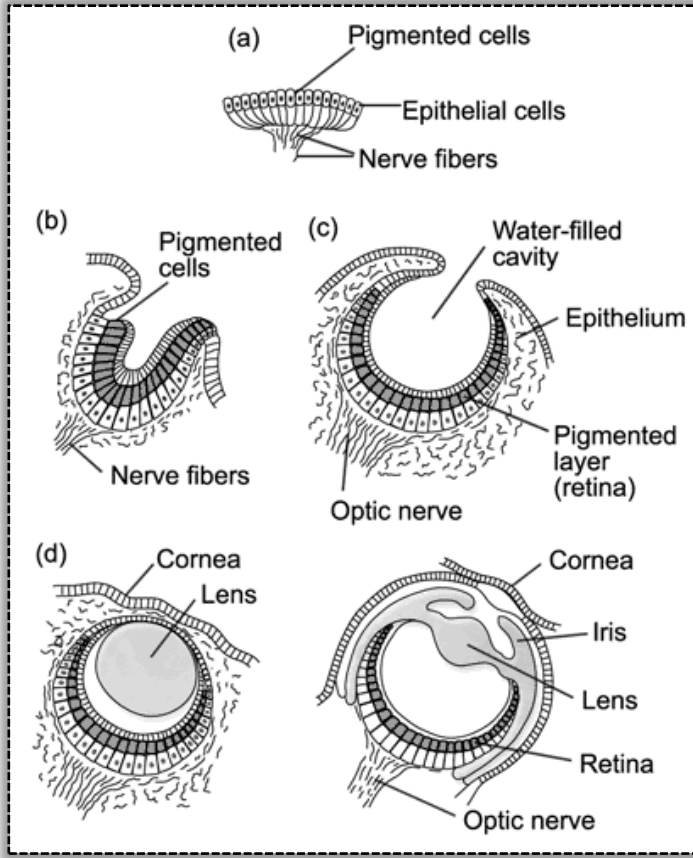 (a)
Pigmented cells
Epithelial cells
Nerve fibers
(b)
Pigmented
cells
Nerve fibers
(c)
Water-filled
cavity
Epithelium
Pigmented
layer
(retina)
Optic nerve
(d)
Cornea
Lens
Cornea
Iris
Lens
Retina
Optic nerve